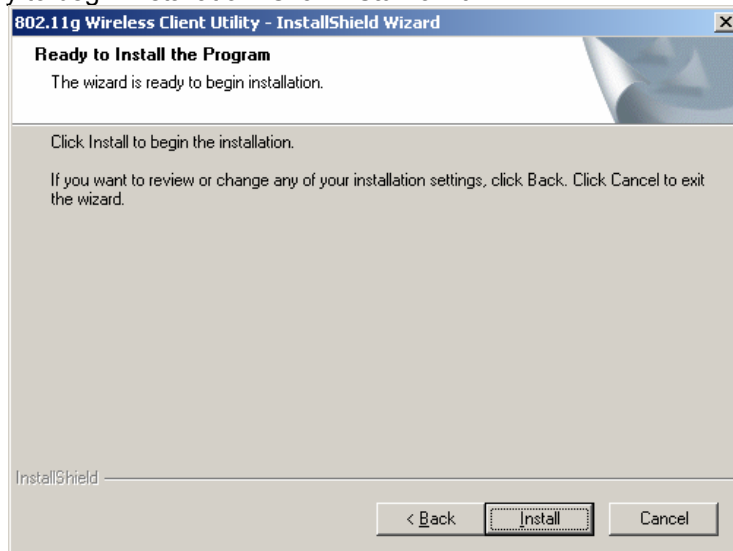 802.11g Wireless Client Utility - InstallShield Wizard
Ready to Install the Program
The wizard is ready to begin installation.
Click Install to begin the installation.
If you want to review or change any of your installation settings, click Back. Click Cancel to exit
the wizard.
InstallShield
< Back
Install
Cancel